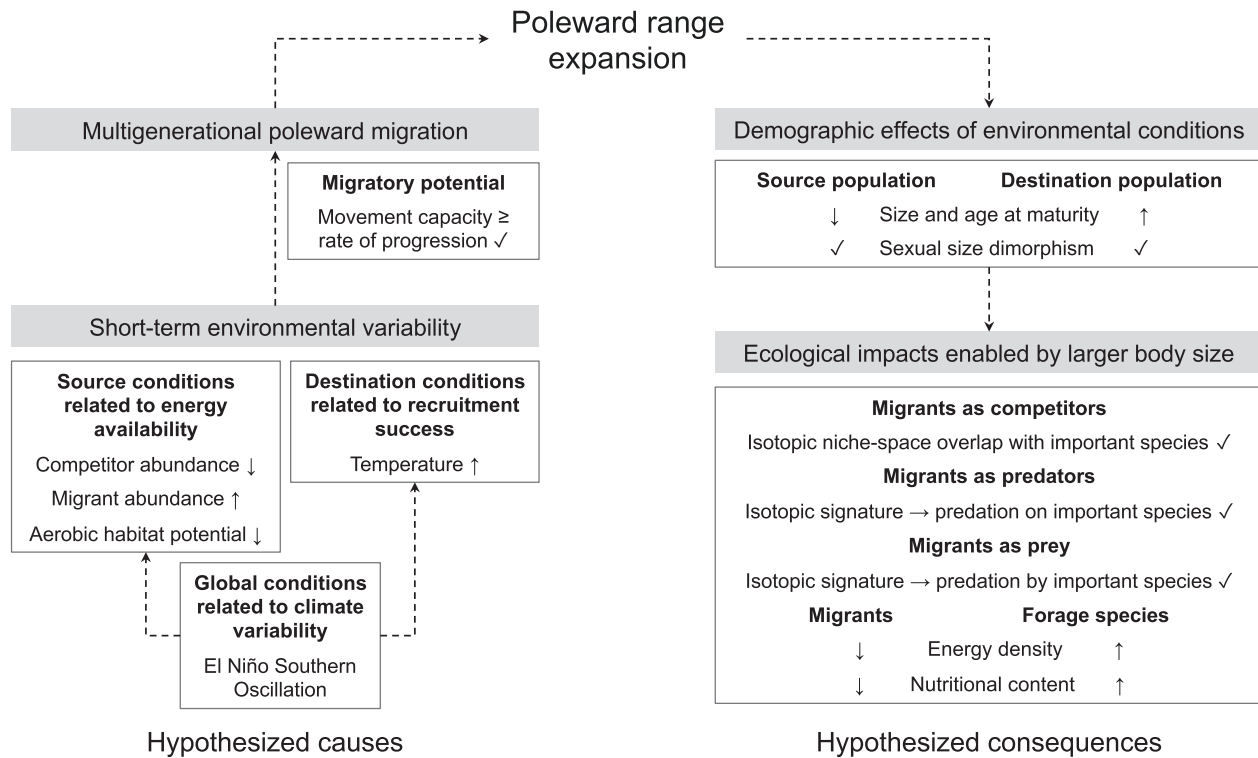 Poleward range
expansion
Multigenerational poleward migration
Migratory potential
Movement capacity ≥
rate of progression ✓
Short-term environmental variability
Source conditions
related to energy
availability
Competitor abundance ↓
Migrant abundance ↑
Aerobic habitat potential ↓
Destination conditions
related to recruitment
success
Temperature ↑
Global conditions
related to climate
variability
El Niño Southern
Oscillation
Hypothesized causes
Demographic effects of environmental conditions
Source population Destination population
↓ Size and age at maturity ↑
✓ Sexual size dimorphism ✓
Ecological impacts enabled by larger body size
Migrants as competitors
Isotopic niche-space overlap with important species ✓
Migrants as predators
Isotopic signature → predation on important species ✓
Migrants as prey
Isotopic signature → predation by important species ✓
Migrants Forage species
↓ Energy density ↑
↓ Nutritional content ↑
Hypothesized consequences